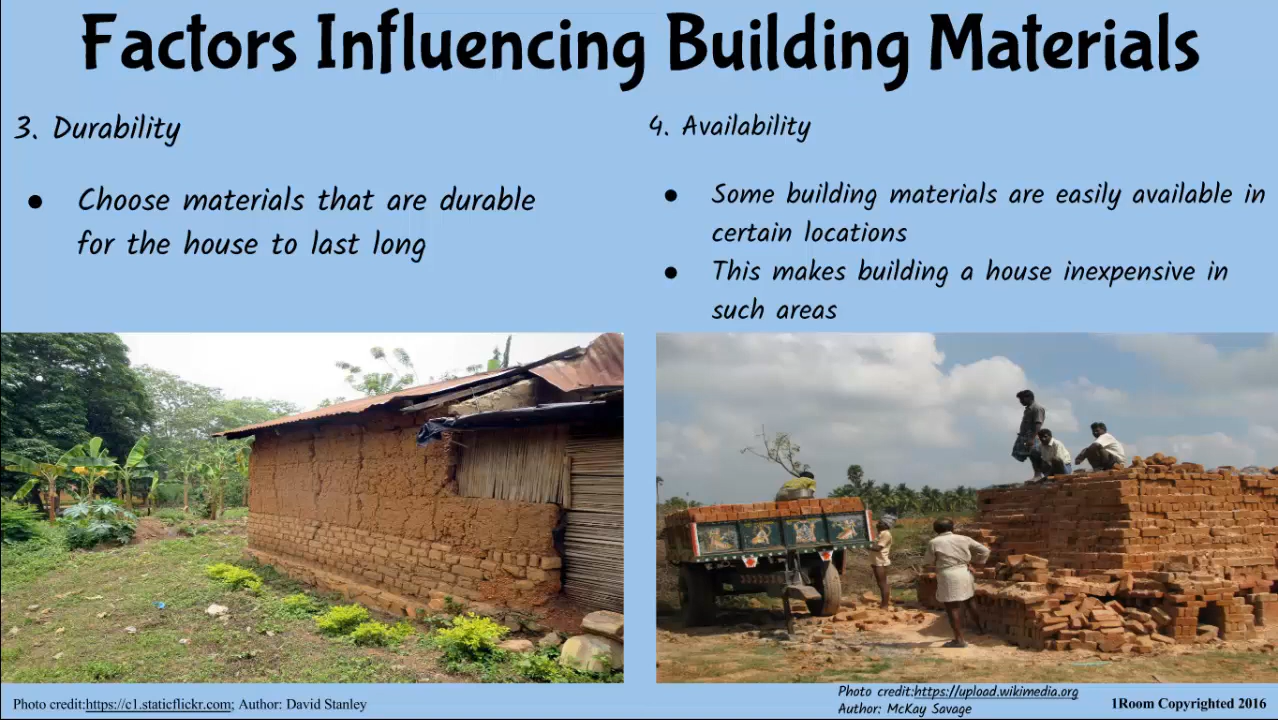 Factors Influencing Building Materials
3. Durability
● Choose materials that are durable
for the house to last long
4. Availability
● Some building materials are easily available in
certain locations
● This makes building a house inexpensive in
such areas
Photo credit:https://c1.staticflickr.com; Author: David Stanley
Photo credit:https://upload.wikimedia.org
Author: McKay Savage
1Room Copyrighted 2016